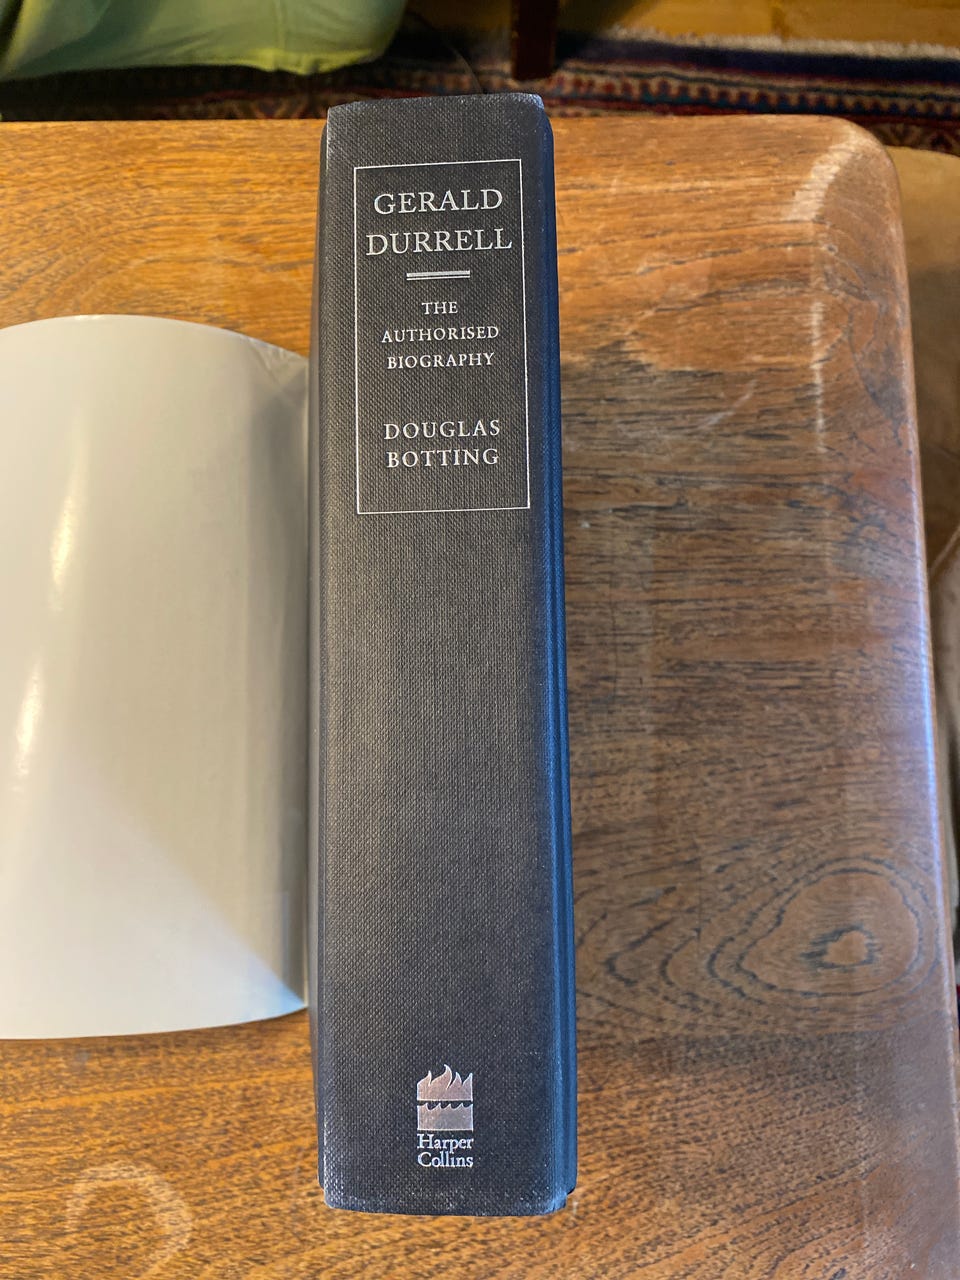 GERALD
DURRELL
THE
AUTHORISED
BIOGRAPHY
DOUGLAS
BOTTING
Harper
Collins